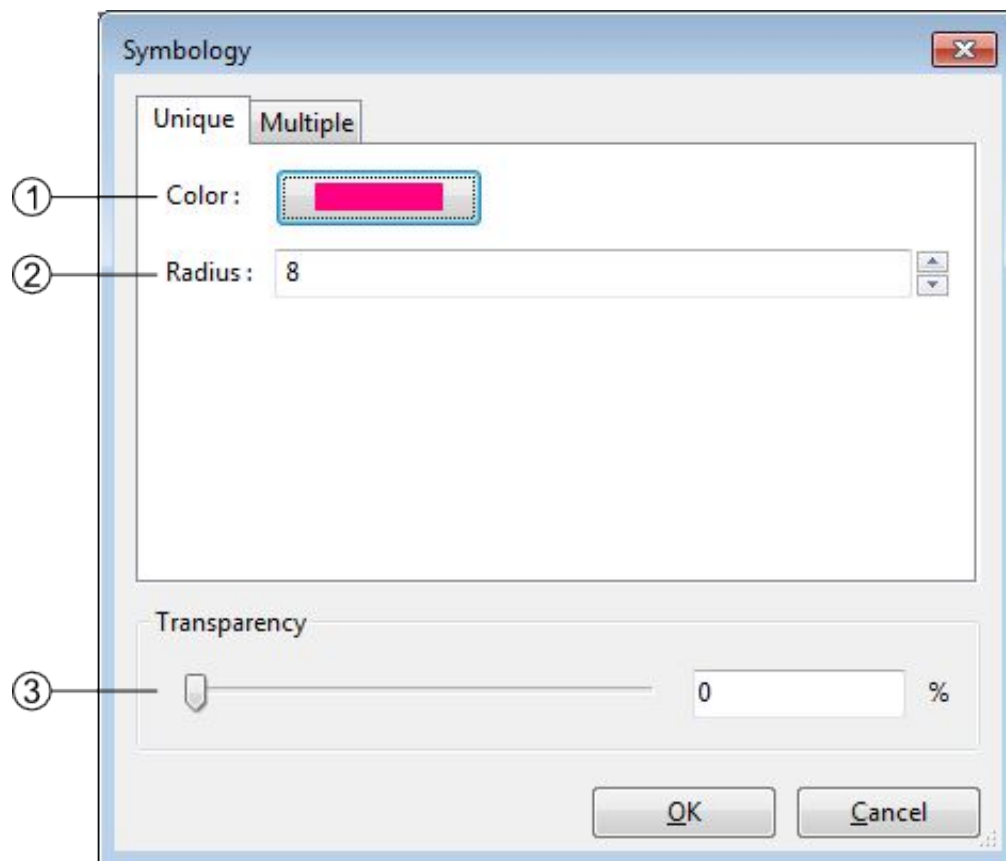 Symbology
Unique Multiple
① Color :
② Radius : 8
Transparency
③ 0 %
OK Cancel